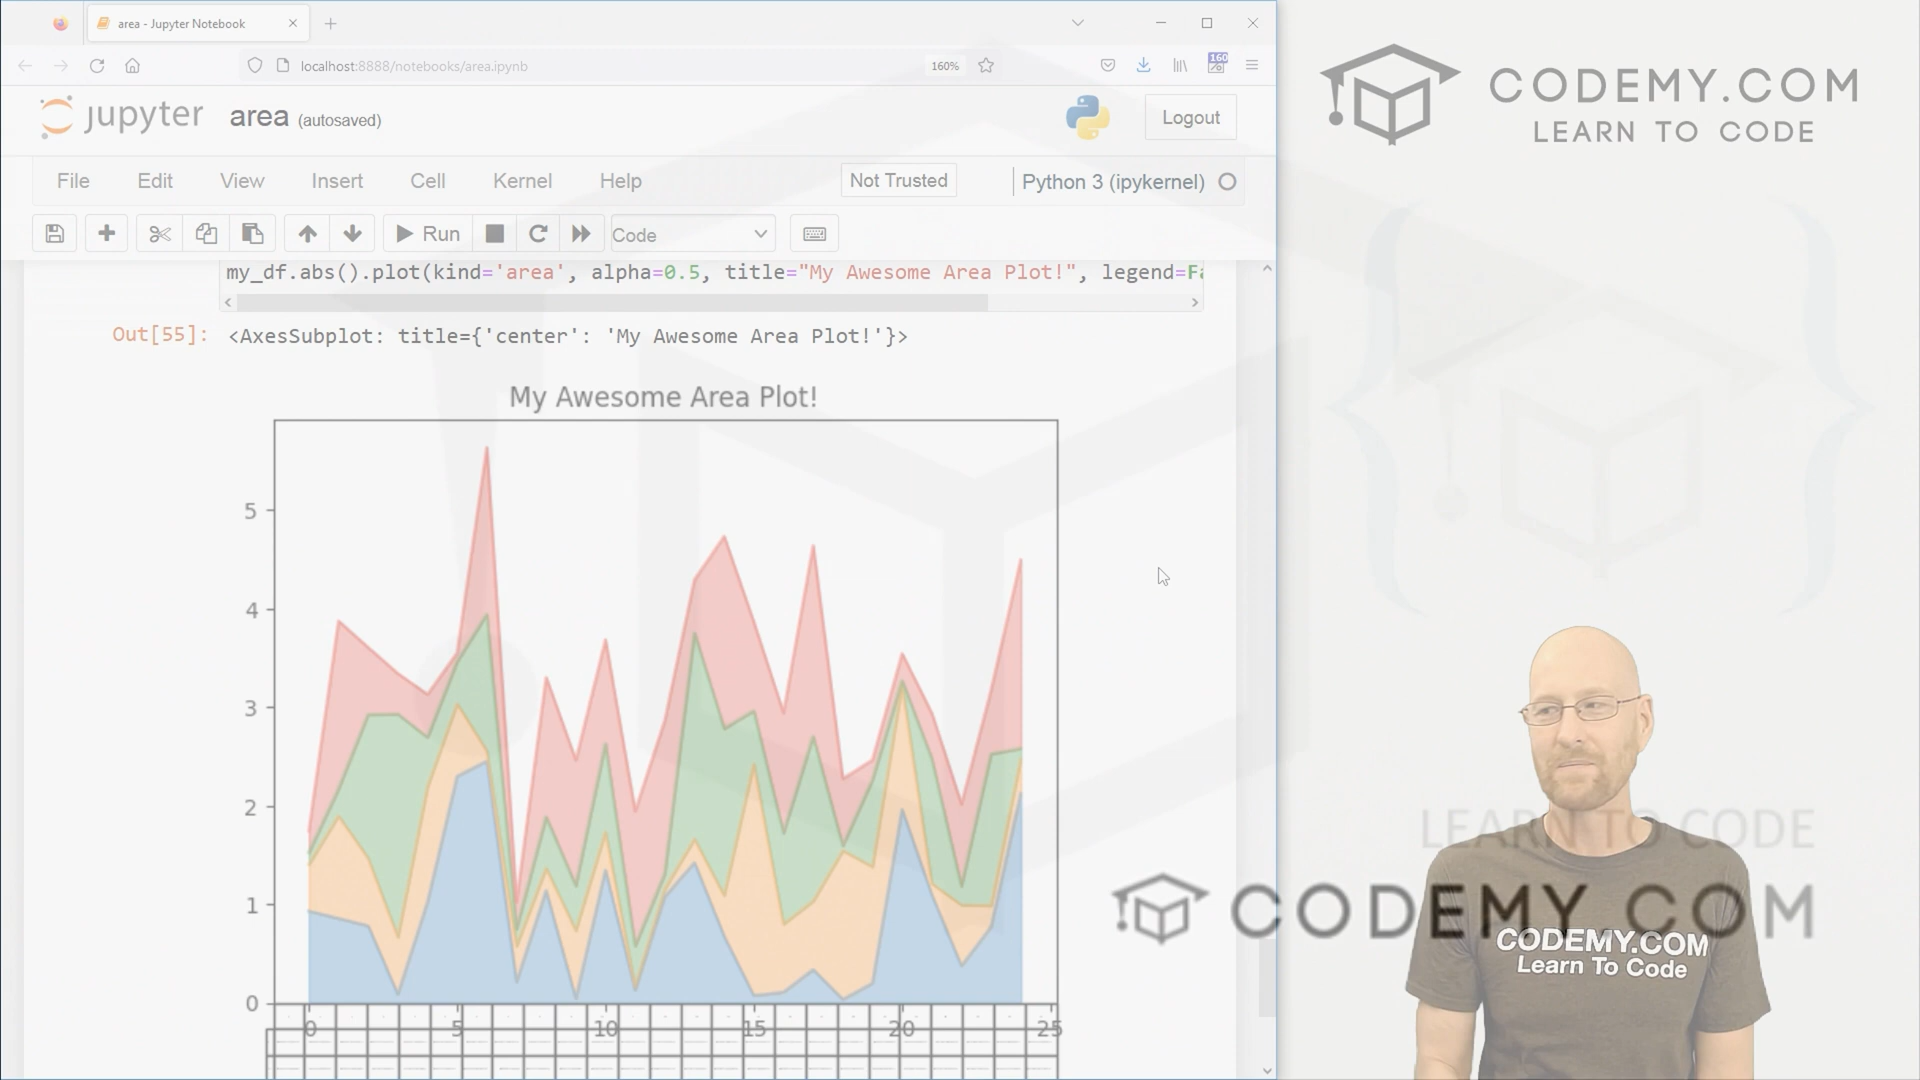 area - Jupyter Notebook
localhost:8888/notebooks/area.ipynb
160%
160
jupyter area (autosaved)
Logout
File Edit View Insert Cell Kernel Help
Not Trusted
Python 3 (ipykernel)
Run
Code
my_df.abs().plot(kind='area', alpha=0.5, title="My Awesome Area Plot!", legend=Fa
Out[55]: <AxesSubplot: title={'center': 'My Awesome Area Plot!'}>
My Awesome Area Plot!
5
4
3
2
1
0
0 5 10 15 20 25
CODEMY.COM
LEARN TO CODE
LEARN TO CODE
CODEMY COM
CODEMY.COM
Learn To Code